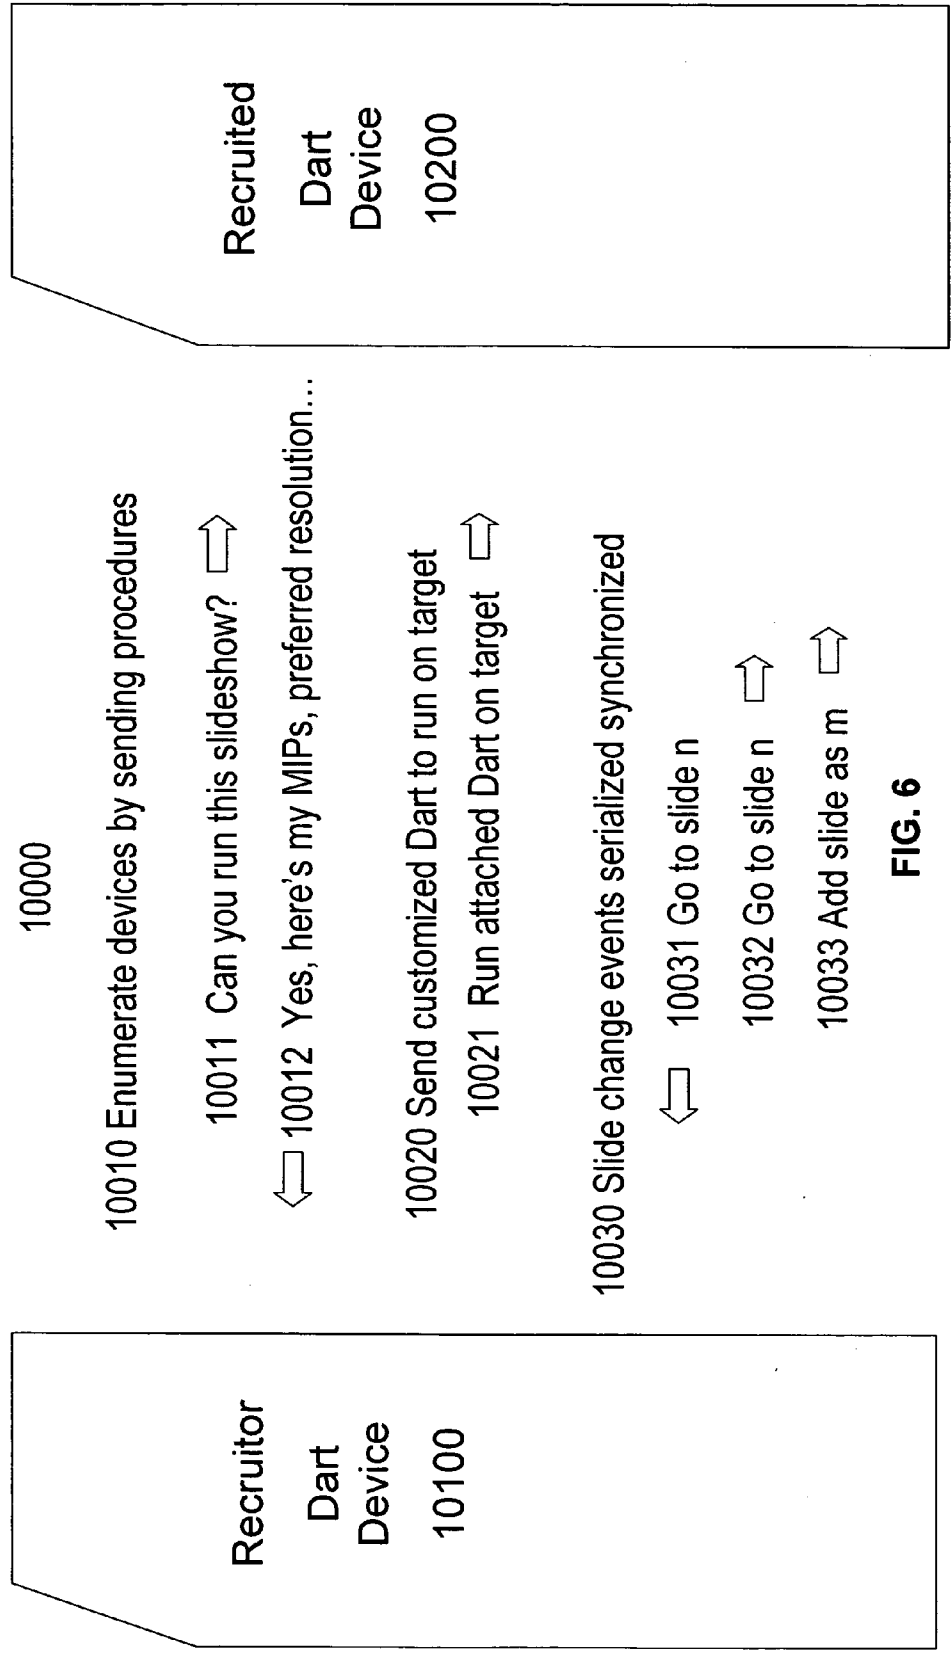 10000
Recruitor
Dart
Device
10100
10010 Enumerate devices by sending procedures
10011 Can you run this slideshow?
10012 Yes, here's my MIPs, preferred resolution...
10020 Send customized Dart to run on target
10021 Run attached Dart on target
10030 Slide change events serialized synchronized
10031 Go to slide n
10032 Go to slide n
10033 Add slide as m
Recruited
Dart
Device
10200
FIG. 6